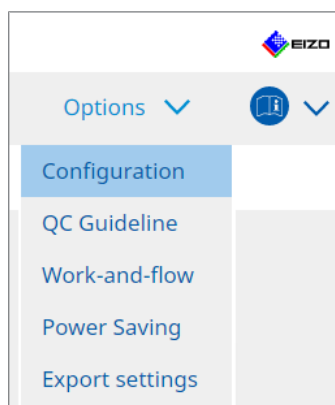 EIZO
Options
Configuration
QC Guideline
Work-and-flow
Power Saving
Export settings